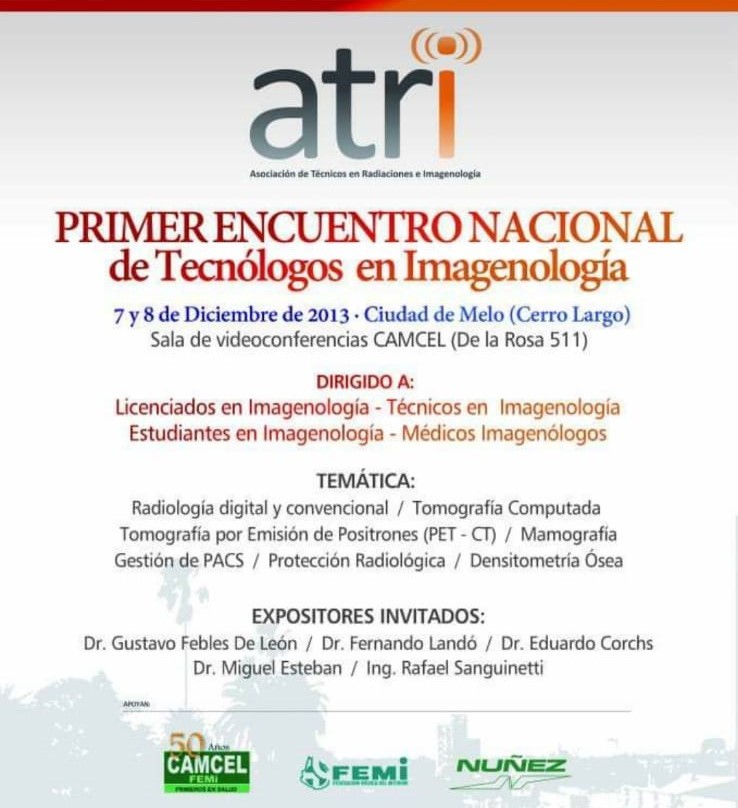 atri
Asociación de Técnicos en Radiaciones e Imagenología
PRIMER ENCUENTRO NACIONAL
de Tecnólogos en Imagenología
7 y 8 de Diciembre de 2013 · Ciudad de Melo (Cerro Largo)
Sala de videoconferencias CAMCEL (De la Rosa 511)
DIRIGIDO A:
Licenciados en Imagenología - Técnicos en Imagenología
Estudiantes en Imagenología - Médicos Imagenólogos
TEMÁTICA:
Radiología digital y convencional / Tomografía Computada
Tomografía por Emisión de Positrones (PET - CT) / Mamografía
Gestión de PACS / Protección Radiológica / Densitometría Ósea
EXPOSITORES INVITADOS:
Dr. Gustavo Febles De León / Dr. Fernando Landó / Dr. Eduardo Corchs
Dr. Miguel Esteban / Ing. Rafael Sanguinetti
APOYAN:
50 Años
CAMCEL
FEMI
PRIMEROS EN SALUD
FEMI
FEDERACIÓN MÉDICA DEL INTERIOR
NUÑEZ